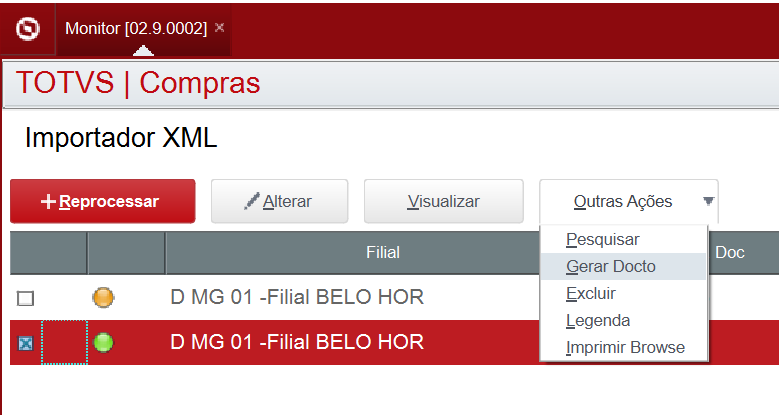 Monitor [02.9.0002] ×
TOTVS | Compras
Importador XML
+ Reprocessar Alterar Visualizar Outras Ações
Filial Doc
Pesquisar
Gerar Docto
Excluir
Legenda
Imprimir Browse
D MG 01 -Filial BELO HOR
D MG 01 -Filial BELO HOR